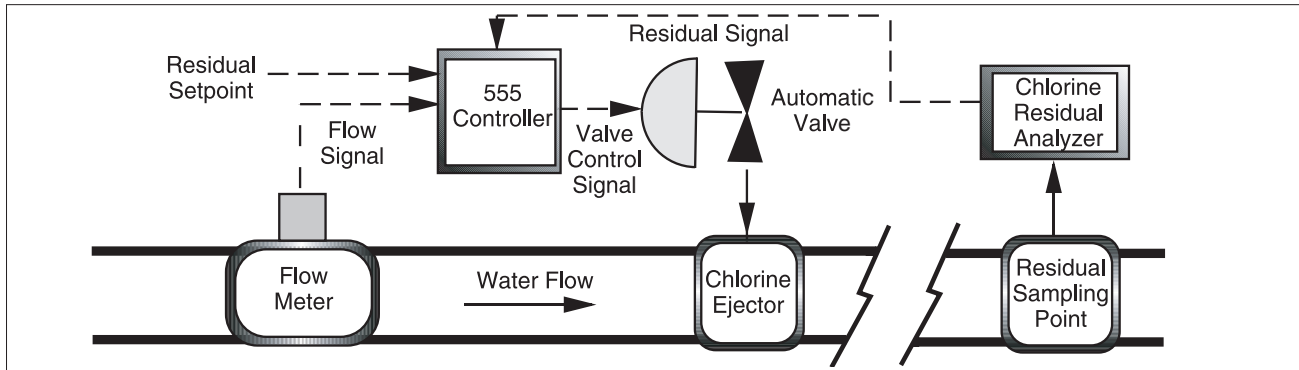 Residual Signal
Residual
Setpoint
555
Controller
Flow
Signal
Valve
Control
Signal
Automatic
Valve
Chlorine
Residual
Analyzer
Flow
Meter
Water Flow
Chlorine
Ejector
Residual
Sampling
Point